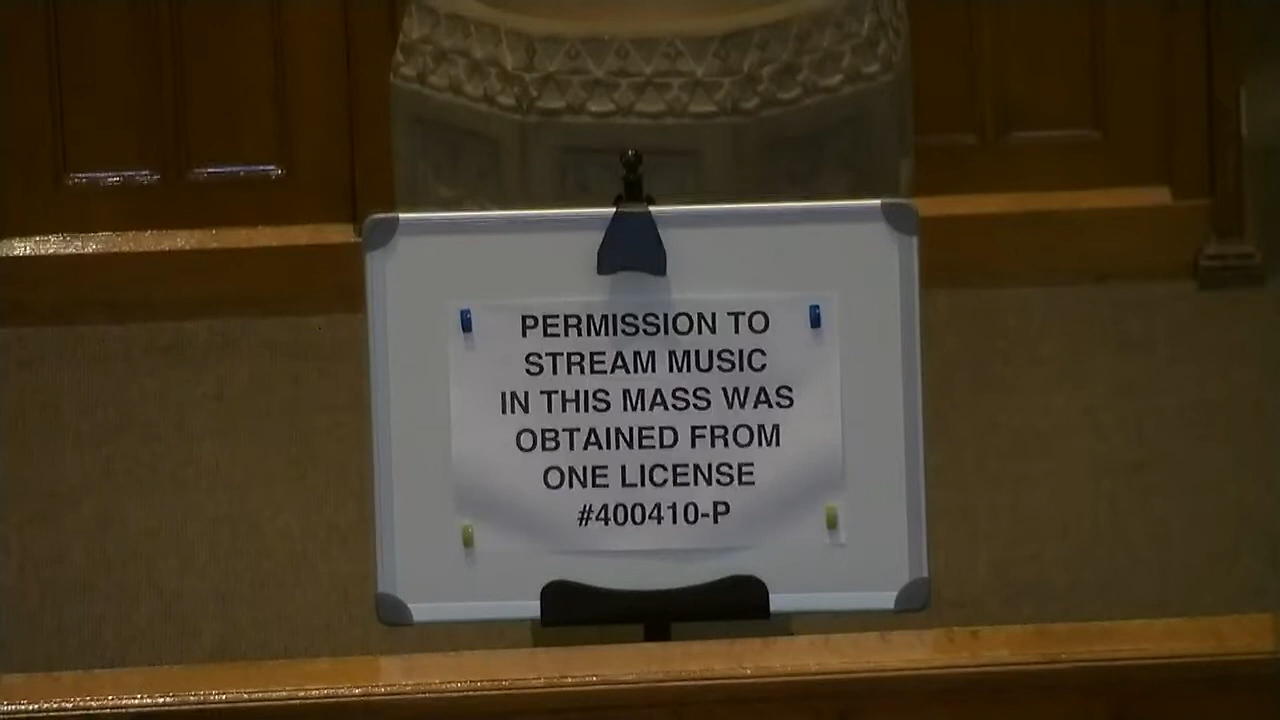 PERMISSION TO
STREAM MUSIC
IN THIS MASS WAS
OBTAINED FROM
ONE LICENSE
#400410-P